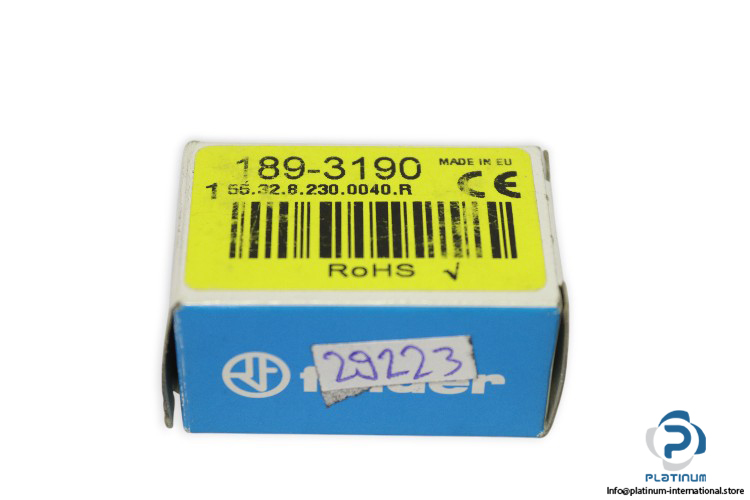 189-3190
MADE IN EU
1 55.32.8.230.0040.R
CE
RoHS √
29223
PLATINUM
Info@platinum-international.store